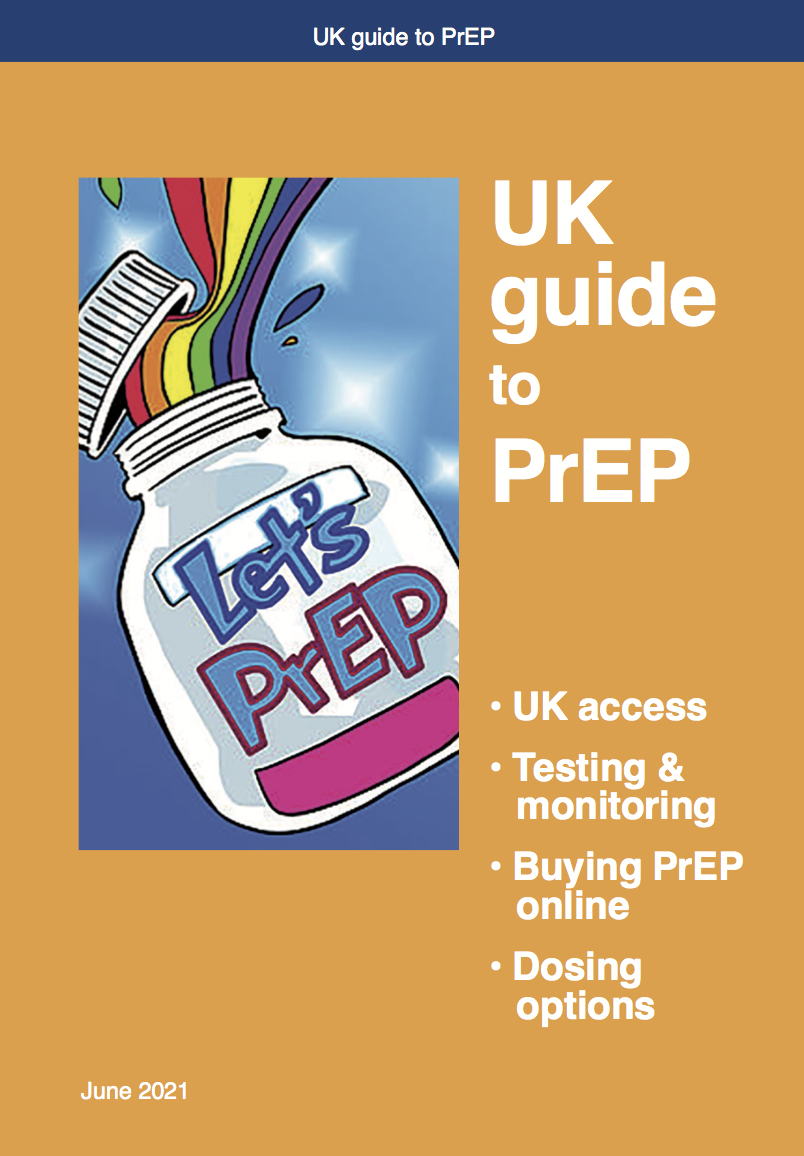 UK guide to PrEP
UK
guide
to
PrEP
Let's
PrEP
• UK access
• Testing &
monitoring
• Buying PrEP
online
• Dosing
options
June 2021